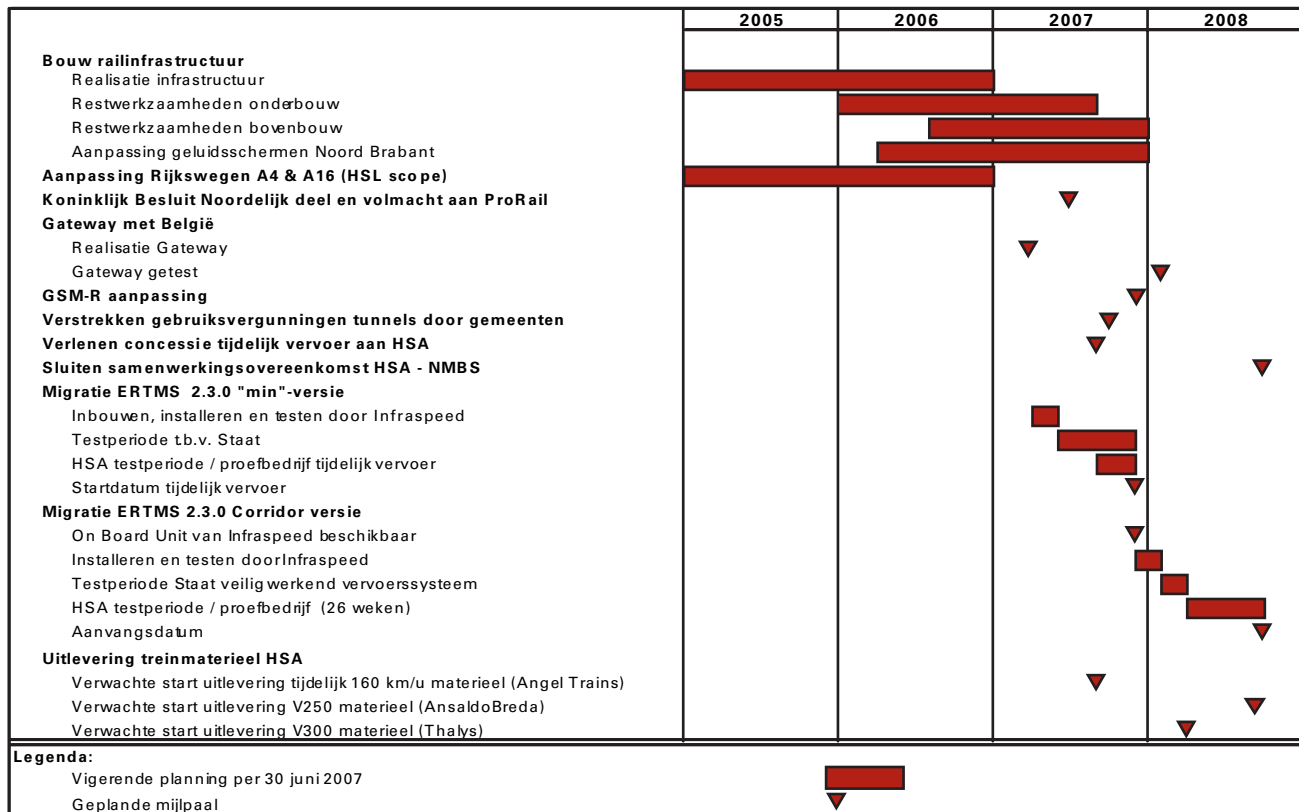 2005 2006 2007 2008
Bouw railinfrastructuur
Realisatie infrastructuur
Restwerkzaamheden onderbouw
Restwerkzaamheden bovenbouw
Aanpassing geluidsschermen Noord Brabant
Aanpassing Rijkswegen A4 & A16 (HSL scope)
Koninklijk Besluit Noordelijk deel en volmacht aan ProRail
Gateway met België
Realisatie Gateway
Gateway getest
GSM-R aanpassing
Verstrekken gebruiksvergunningen tunnels door gemeenten
Verlenen concessie tijdelijk vervoer aan HSA
Sluiten samenwerkingsovereenkomst HSA - NMBS
Migratie ERTMS 2.3.0 "min"-versie
Inbouwen, installeren en testen door Infraspeed
Testperiode t.b.v. Staat
HSA testperiode / proefbedrijf tijdelijk vervoer
Startdatum tijdelijk vervoer
Migratie ERTMS 2.3.0 Corridor versie
On Board Unit van Infraspeed beschikbaar
Installeren en testen door Infraspeed
Testperiode Staat veilig werkend vervoerssysteem
HSA testperiode / proefbedrijf (26 weken)
Aanvangsdatum
Uitlevering treinmaterieel HSA
Verwachte start uitlevering tijdelijk 160 km/u materieel (Angel Trains)
Verwachte start uitlevering V250 materieel (AnsaldoBreda)
Verwachte start uitlevering V300 materieel (Thalys)
Legenda:
Vigerende planning per 30 juni 2007
Geplande mijlpaal